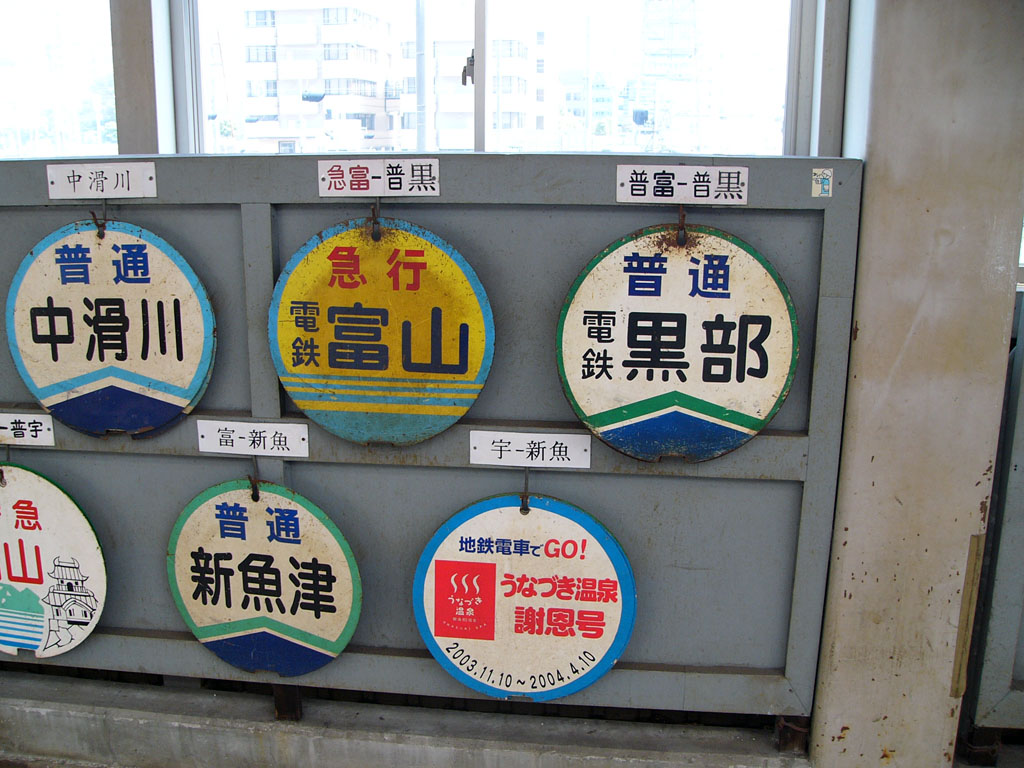 中滑川
急富-普黒
普富-普黒
普通
中滑川
急行
電鉄
富山
普通
電鉄
黒部
-普宇
富-新魚
宇-新魚
急
山
普通
新魚津
地鉄電車でGO!
うなづき
温泉
うなづき温泉
謝恩号
2003.11.10～2004.4.10